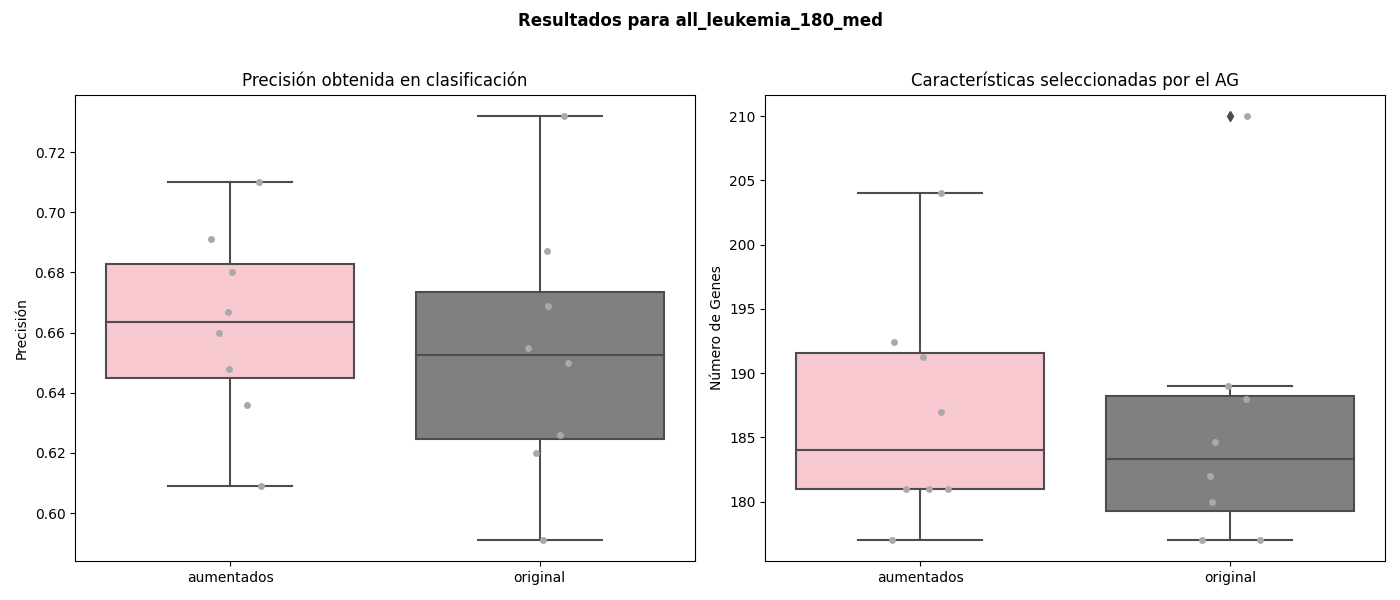 Resultados para all_leukemia_180_med
Precisión obtenida en clasificación
Precisión
0.72
0.70
0.68
0.66
0.64
0.62
0.60
aumentados
original
Características seleccionadas por el AG
Número de Genes
210
205
200
195
190
185
180
aumentados
original